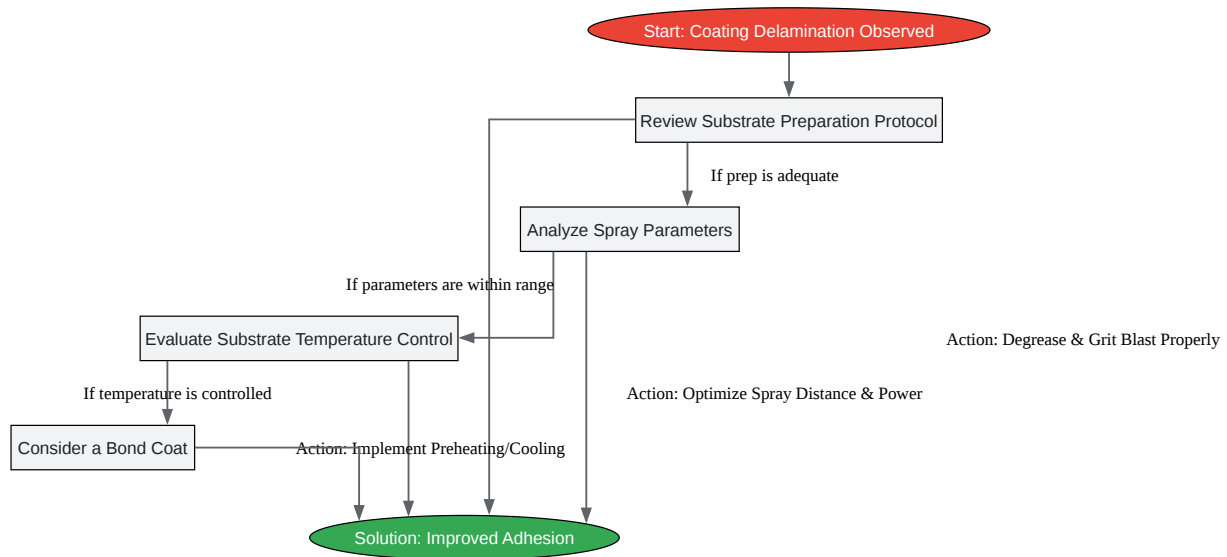 Start: Coating Delamination Observed
Review Substrate Preparation Protocol
If prep is adequate
Analyze Spray Parameters
If parameters are within range
Evaluate Substrate Temperature Control
Action: Degrease & Grit Blast Properly
If temperature is controlled
Action: Optimize Spray Distance & Power
Consider a Bond Coat
Action: Implement Preheating/Cooling
Solution: Improved Adhesion